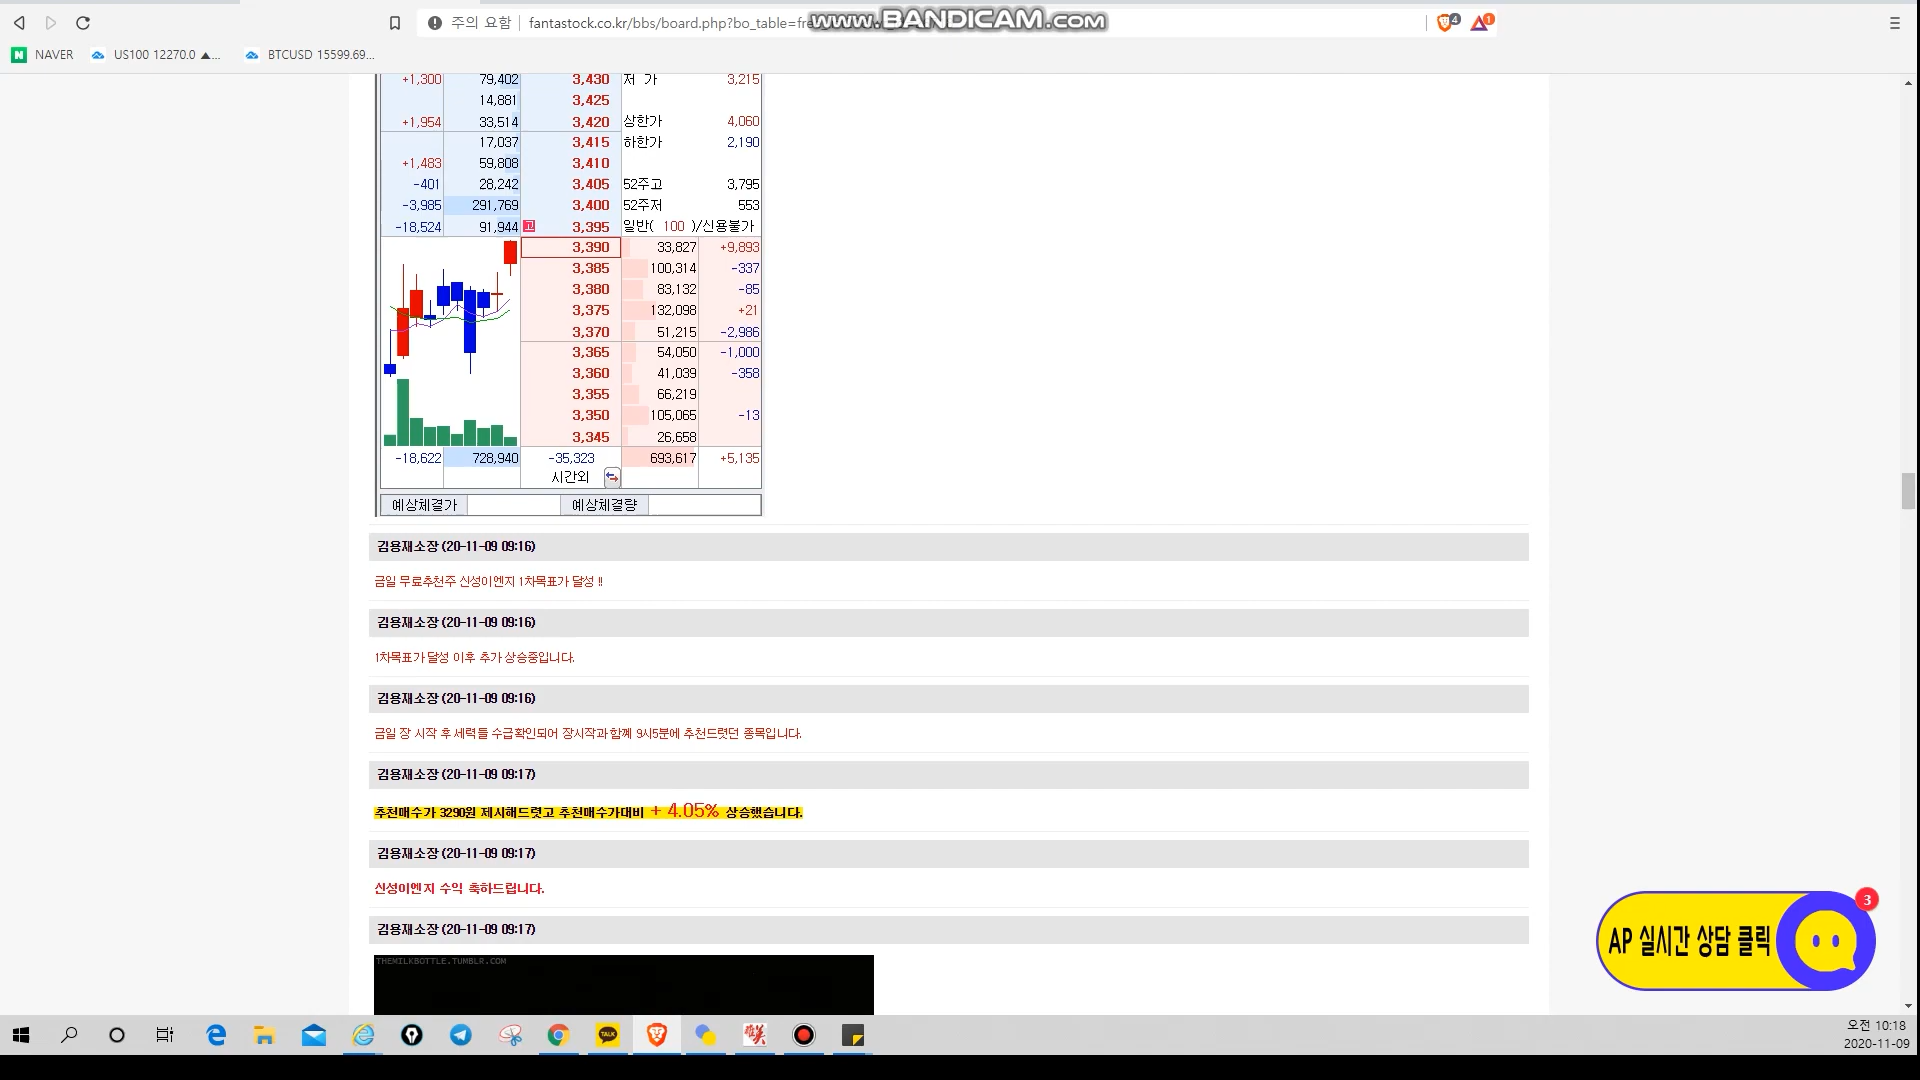 주의 요함 fantastock.co.kr/bbs/board.php?bo_table=fre
www.BANDICAM.com
4
1
NAVER US100 12270.0 ▲... BTCUSD 15599.69...
+1,300 79,402 3,430 저 가 3,215
14,881 3,425
+1,954 33,514 3,420 상한가 4,060
17,037 3,415 하한가 2,190
+1,483 59,808 3,410
-401 28,242 3,405 52주고 3,795
-3,985 291,769 3,400 52주저 553
-18,524 91,944 고 3,395 일반( 100 )/신용불가
3,390 33,827 +9,893
3,385 100,314 -337
3,380 83,132 -85
3,375 132,098 +21
3,370 51,215 -2,986
3,365 54,050 -1,000
3,360 41,039 -358
3,355 66,219
3,350 105,065 -13
3,345 26,658
-18,622 728,940 -35,323 693,617 +5,135
시간외
예상체결가 예상체결량
김용재소장 (20-11-09 09:16)
금일 무료추천주 신성이엔지 1차목표가 달성 !!
김용재소장 (20-11-09 09:16)
1차목표가 달성 이후 추가 상승중입니다.
김용재소장 (20-11-09 09:16)
금일 장 시작 후 세력들 수급확인되어 장시작과 함께 9시5분에 추천드렷던 종목입니다.
김용재소장 (20-11-09 09:17)
추천매수가 3290원 제시해드렷고 추천매수가대비 + 4.05% 상승했습니다.
김용재소장 (20-11-09 09:17)
신성이엔지 수익 축하드립니다.
김용재소장 (20-11-09 09:17)
THEMILKBOTTLE.TUMBLR.COM
AP 실시간 상담 클릭
3
TALK
오전 10:18
2020-11-09